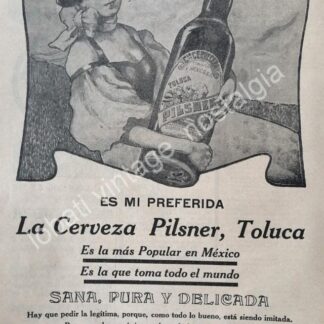 TOLUCA
PILSNER
ES MI PREFERIDA
La Cerveza Pilsner, Toluca
Es la más Popular en México
Es la que toma todo el mundo
SANA, PURA Y DELICADA
Hay que pedir la legítima, porque, como todo lo bueno, está siendo imitada.